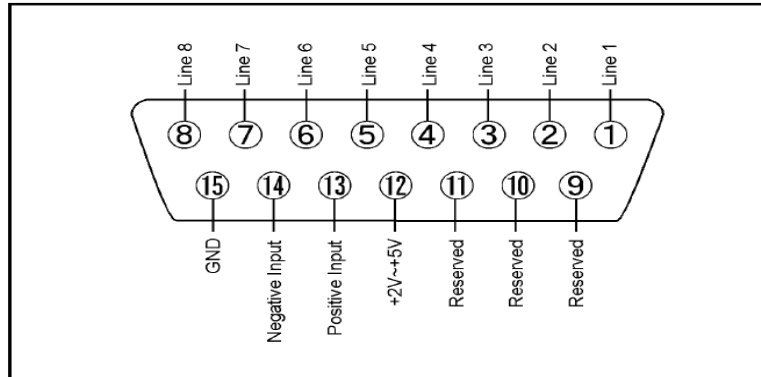 Line 8
Line 7
Line 6
Line 5
Line 4
Line 3
Line 2
Line 1
8
7
6
5
4
3
2
1
15
14
13
12
11
10
9
GND
Negative Input
Positive Input
+2V~+5V
Reserved
Reserved
Reserved